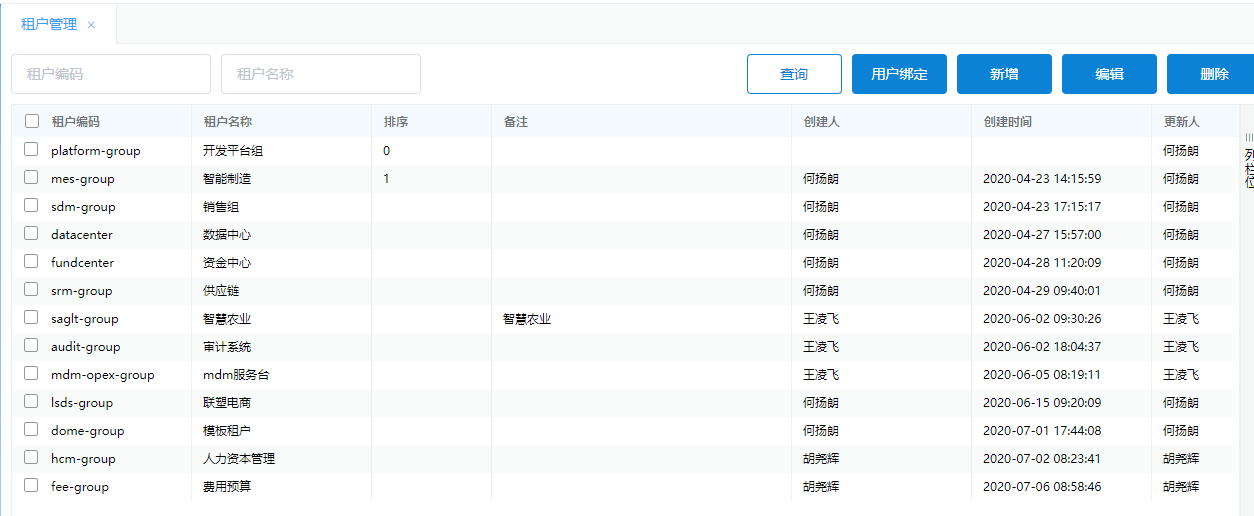 租户管理 ×
租户编码 租户名称 查询 用户绑定 新增 编辑 删除
租户编码 租户名称 排序 备注 创建人 创建时间 更新人
platform-group 开发平台组 0 何扬朗
mes-group 智能制造 1 何扬朗 2020-04-23 14:15:59 何扬朗
sdm-group 销售组 何扬朗 2020-04-23 17:15:17 何扬朗
datacenter 数据中心 何扬朗 2020-04-27 15:57:00 何扬朗
fundcenter 资金中心 何扬朗 2020-04-28 11:20:09 何扬朗
srm-group 供应链 何扬朗 2020-04-29 09:40:01 何扬朗
saglt-group 智慧农业 智慧农业 王凌飞 2020-06-02 09:30:26 王凌飞
audit-group 审计系统 王凌飞 2020-06-02 18:04:37 王凌飞
mdm-opex-group mdm服务台 王凌飞 2020-06-05 08:19:11 王凌飞
lsds-group 联塑电商 何扬朗 2020-06-15 09:20:09 何扬朗
dome-group 模板租户 何扬朗 2020-07-01 17:44:08 何扬朗
hcm-group 人力资本管理 胡尧辉 2020-07-02 08:23:41 胡尧辉
fee-group 费用预算 胡尧辉 2020-07-06 08:58:46 胡尧辉
列栏位